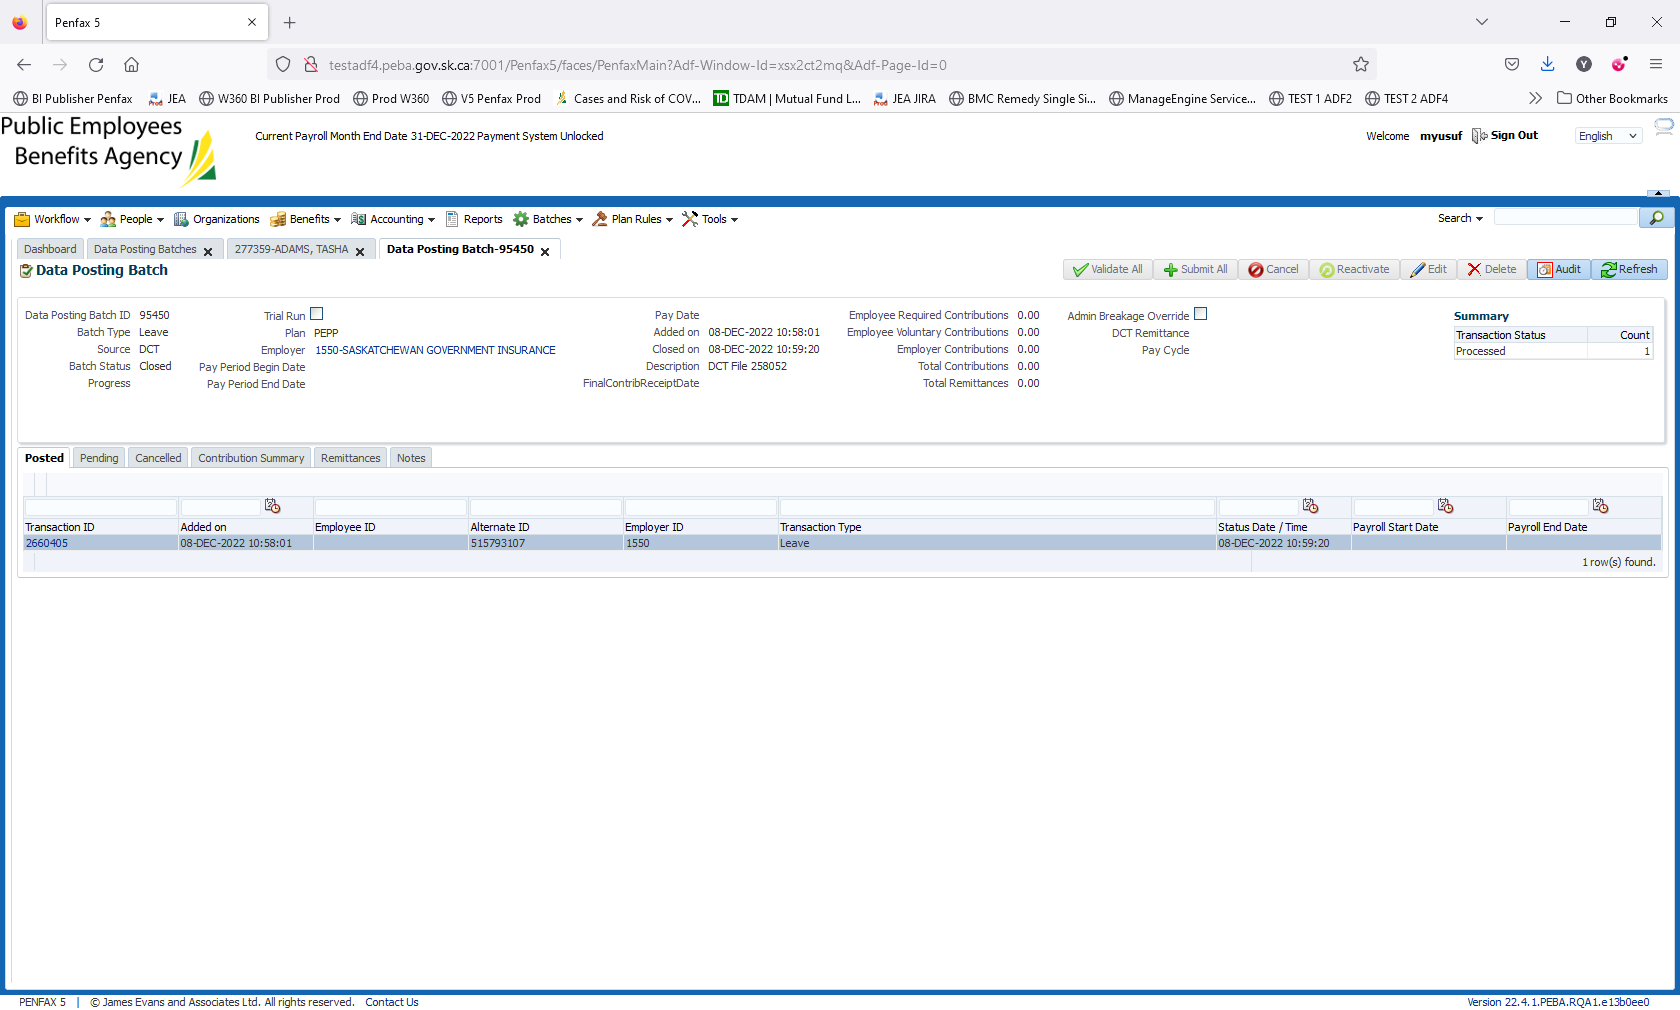 Penfax 5
testadf4.peba.gov.sk.ca:7001/Penfax5/faces/PenfaxMain?Adf-Window-Id=xsx2ct2mq&Adf-Page-Id=0
BI Publisher Penfax JEA W360 BI Publisher Prod Prod W360 V5 Penfax Prod Cases and Risk of COV... TDAM | Mutual Fund L... JEA JIRA BMC Remedy Single Si... ManageEngine Service... TEST 1 ADF2 TEST 2 ADF4 Other Bookmarks
Public Employees
Benefits Agency
Current Payroll Month End Date 31-DEC-2022 Payment System Unlocked
Welcome myusuf Sign Out English
Workflow People Organizations Benefits Accounting Reports Batches Plan Rules Tools Search
Dashboard Data Posting Batches 277359-ADAMS, TASHA Data Posting Batch-95450
Data Posting Batch Validate All Submit All Cancel Reactivate Edit Delete Audit Refresh
Data Posting Batch ID 95450 Trial Run Pay Date Employee Required Contributions 0.00 Admin Breakage Override Summary
Batch Type Leave Plan PEPP Added on 08-DEC-2022 10:58:01 Employee Voluntary Contributions 0.00 DCT Remittance Transaction Status Count
Source DCT Employer 1550-SASKATCHEWAN GOVERNMENT INSURANCE Closed on 08-DEC-2022 10:59:20 Employer Contributions 0.00 Pay Cycle Processed 1
Batch Status Closed Pay Period Begin Date Description DCT File 258052 Total Contributions 0.00
Progress Pay Period End Date FinalContribReceiptDate Total Remittances 0.00
Posted Pending Cancelled Contribution Summary Remittances Notes
Transaction ID Added on Employee ID Alternate ID Employer ID Transaction Type Status Date / Time Payroll Start Date Payroll End Date
2660405 08-DEC-2022 10:58:01 515793107 1550 Leave 08-DEC-2022 10:59:20
1 row(s) found.
PENFAX 5 | © James Evans and Associates Ltd. All rights reserved. Contact Us Version 22.4.1.PEBA.RQA1.e13b0ee0